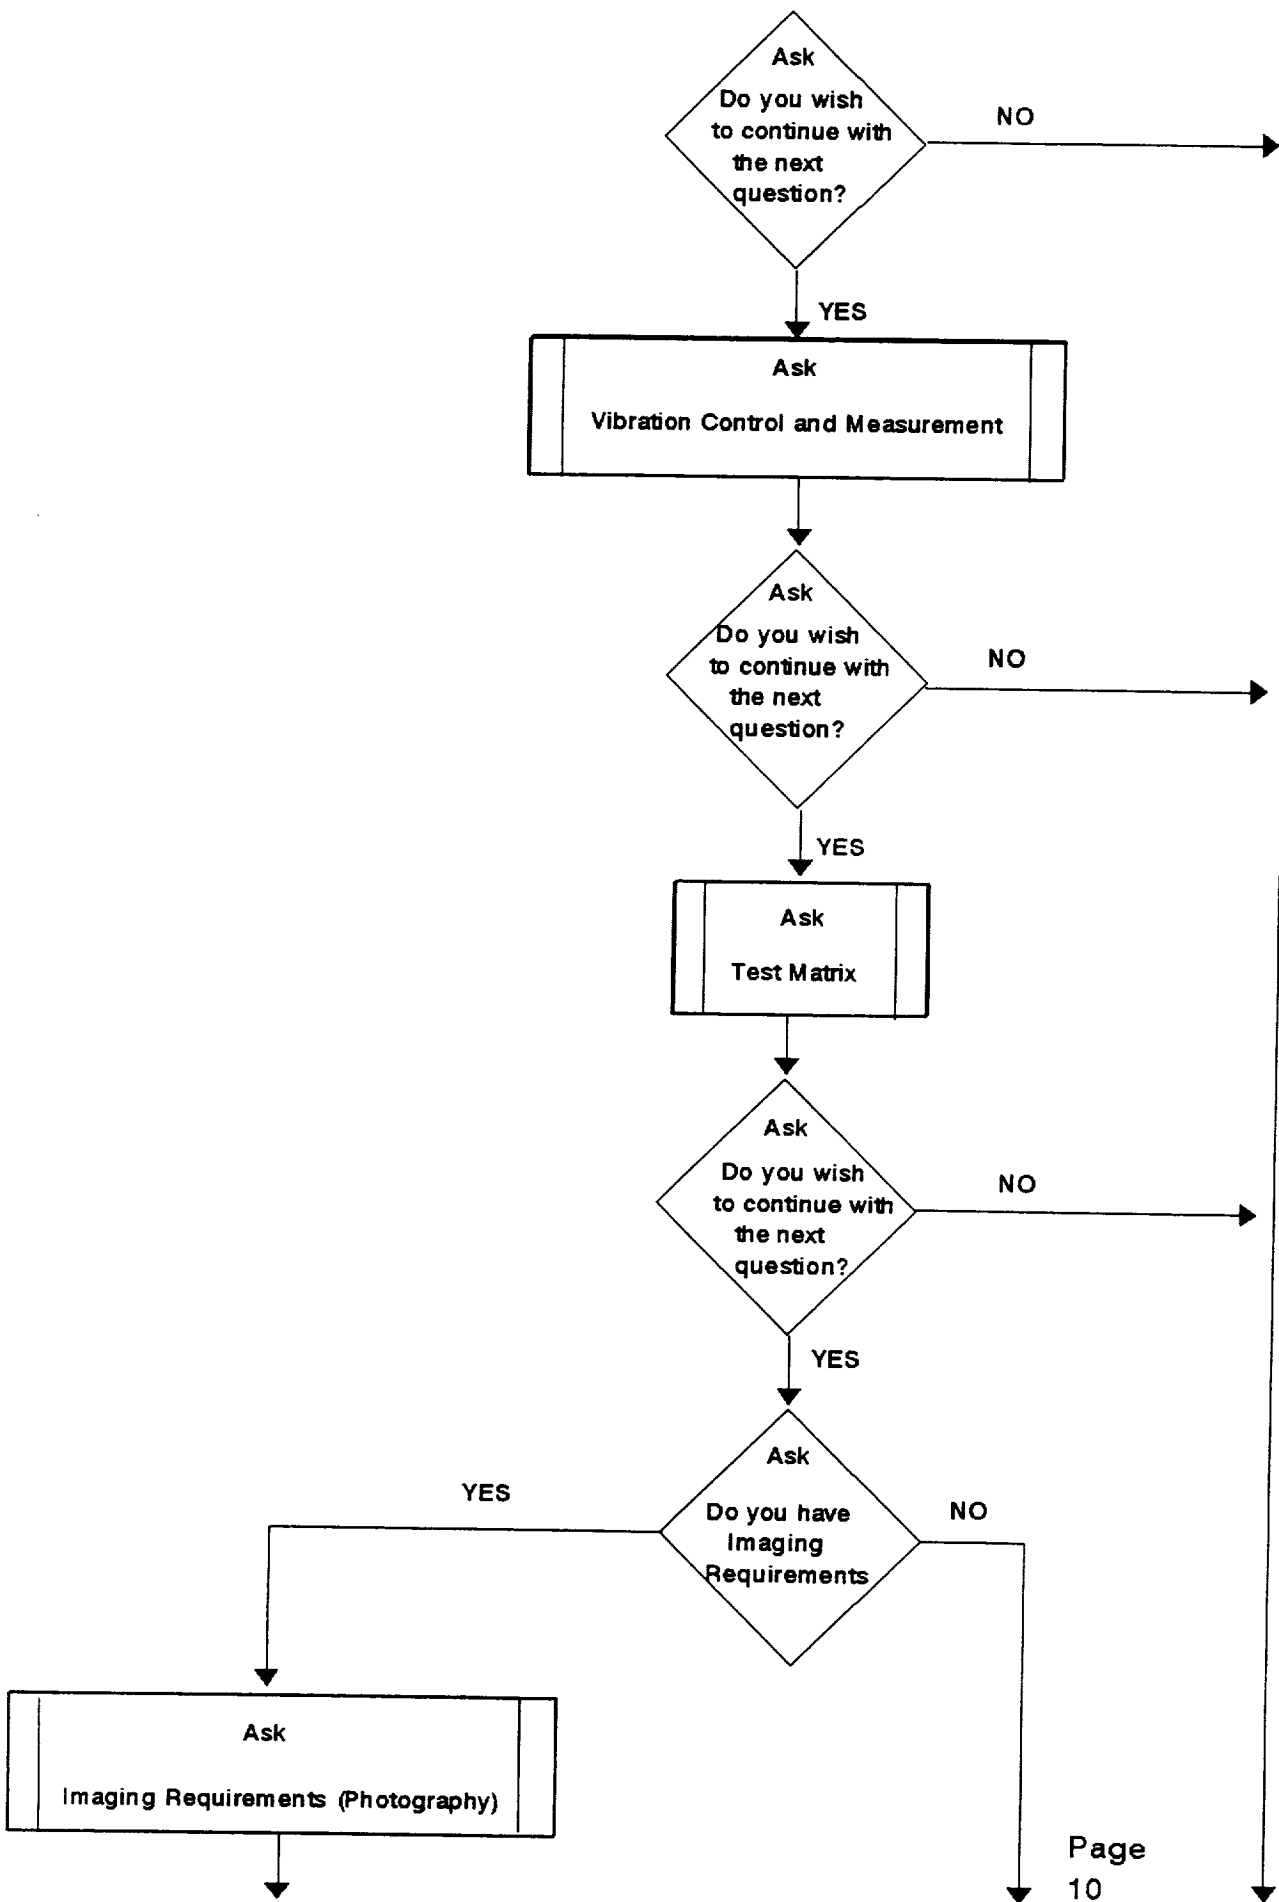 Ask
Do you wish
to continue with
the next
question?
NO
YES
Ask
Vibration Control and Measurement
Ask
Do you wish
to continue with
the next
question?
NO
YES
Ask
Test Matrix
Ask
Do you wish
to continue with
the next
question?
NO
YES
Ask
Do you have
Imaging
Requirements
YES
NO
Ask
Imaging Requirements (Photography)
Page
10